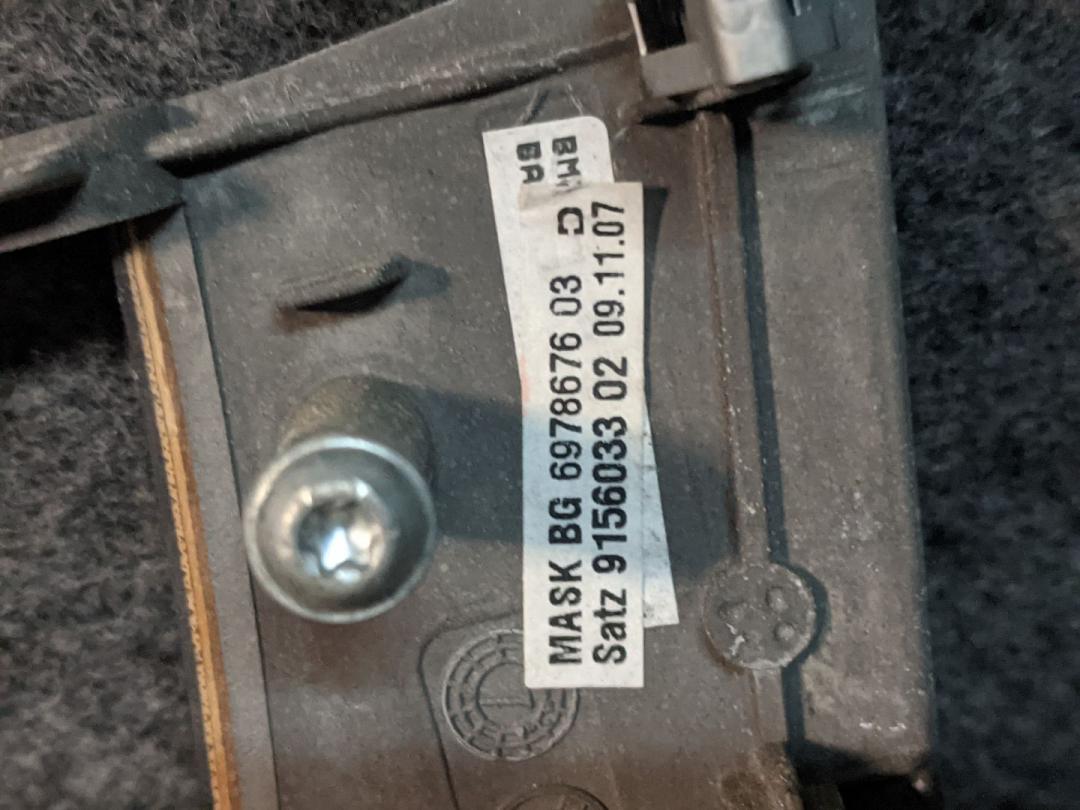 MASK BG 6978676 03 C
Satz 9156033 02 09.11.07